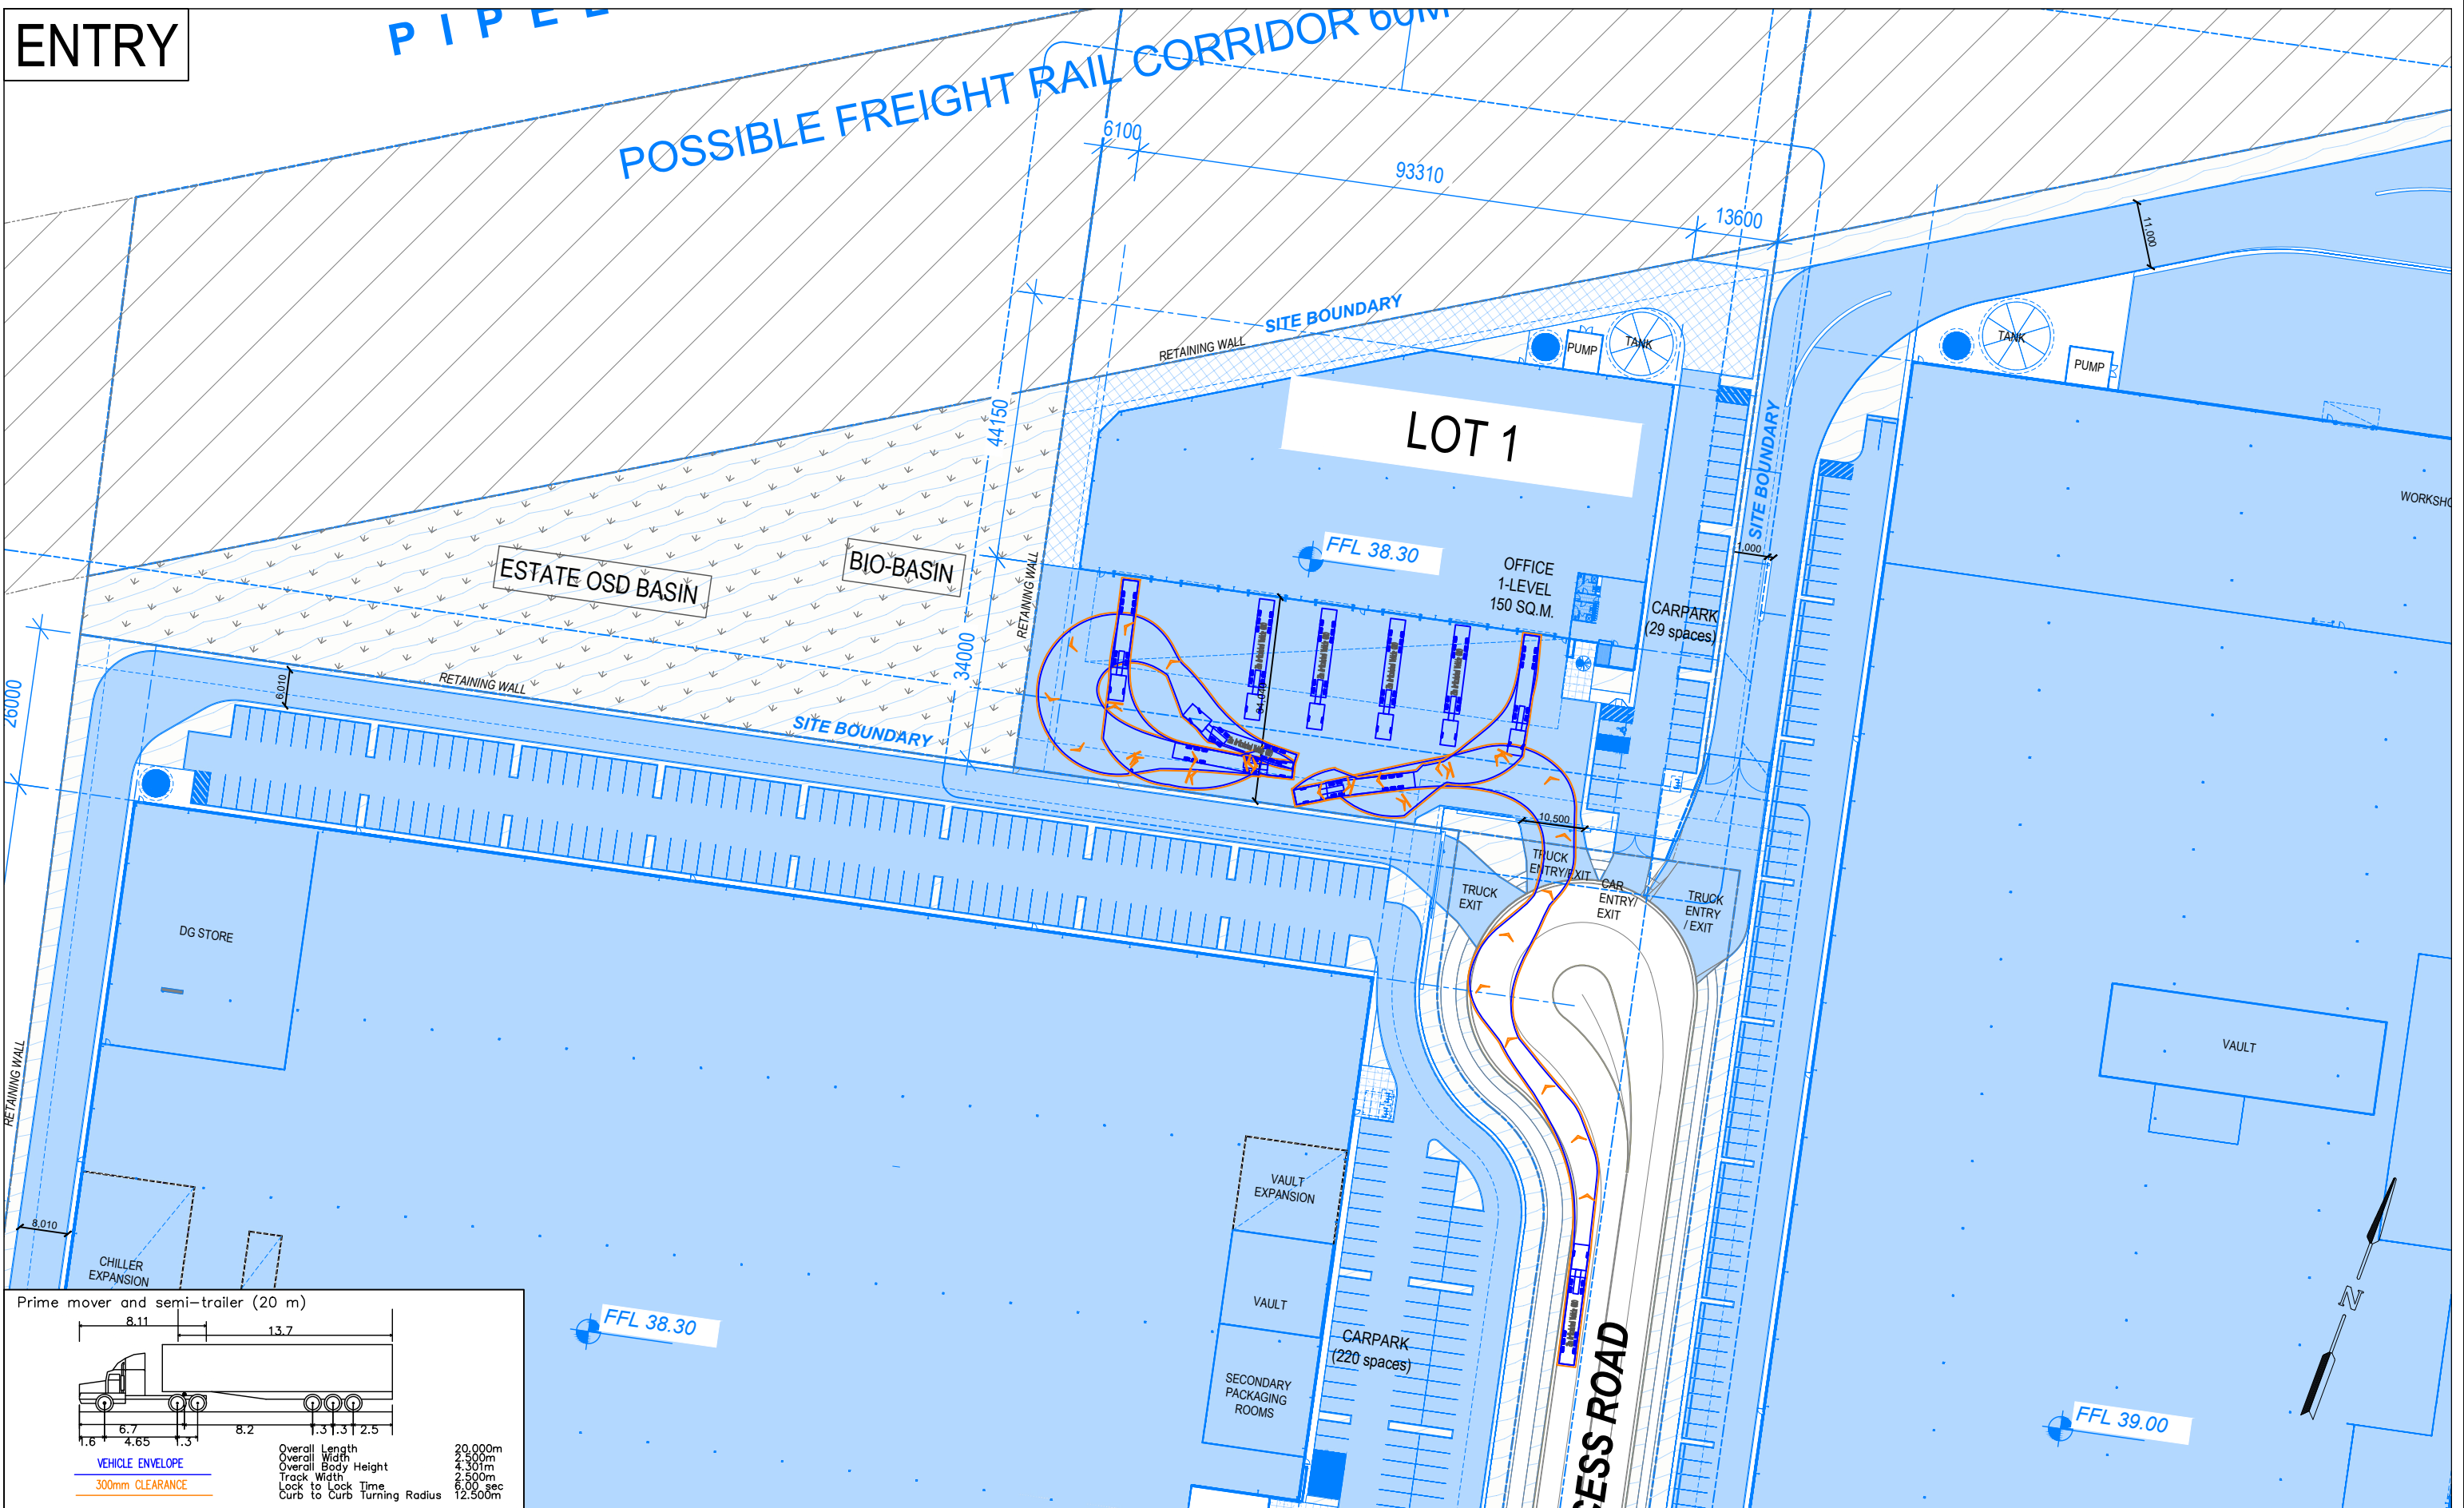 ENTRY
POSSIBLE FREIGHT RAIL CORRIDOR 60M
6100
93310
13600
11.000
SITE BOUNDARY
RETAINING WALL
PUMP
TANK
TANK
PUMP
44150
LOT 1
SITE BOUNDARY
FFL 38.30
1.000
OFFICE
1-LEVEL
150 SQ.M.
CARPARK
(29 spaces)
ESTATE OSD BASIN
BIO-BASIN
RETAINING WALL
34000
26000
6.010
RETAINING WALL
SITE BOUNDARY
10.500
TRUCK
ENTRY/EXIT
TRUCK
EXIT
CAR
ENTRY/
EXIT
TRUCK
ENTRY
/ EXIT
DG STORE
RETAINING WALL
VAULT
VAULT
EXPANSION
8.010
CHILLER
EXPANSION
VAULT
FFL 38.30
CARPARK
(220 spaces)
SECONDARY
PACKAGING
ROOMS
N
FFL 39.00
Prime mover and semi-trailer (20 m)
8.11
13.7
6.7
8.2
1.3
1.3
2.5
1.6
4.65
1.3
VEHICLE ENVELOPE
300mm CLEARANCE
Overall Length 20.000m
Overall Width 2.500m
Overall Body Height 4.301m
Track Width 2.500m
Lock to Lock Time 6.00 sec
Curb to Curb Turning Radius 12.500m